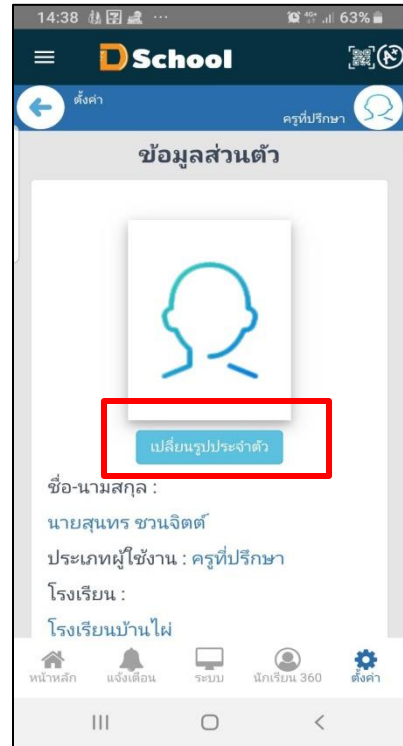 14:38
63%
DSchool
ตั้งค่า
ครูที่ปรึกษา
ข้อมูลส่วนตัว
เปลี่ยนรูปประจำตัว
ชื่อ-นามสกุล :
นายสุนทร ชวนจิตต์
ประเภทผู้ใช้งาน : ครูที่ปรึกษา
โรงเรียน :
โรงเรียนบ้านไผ่
หน้าหลัก แจ้งเตือน ระบบ นักเรียน 360 ตั้งค่า